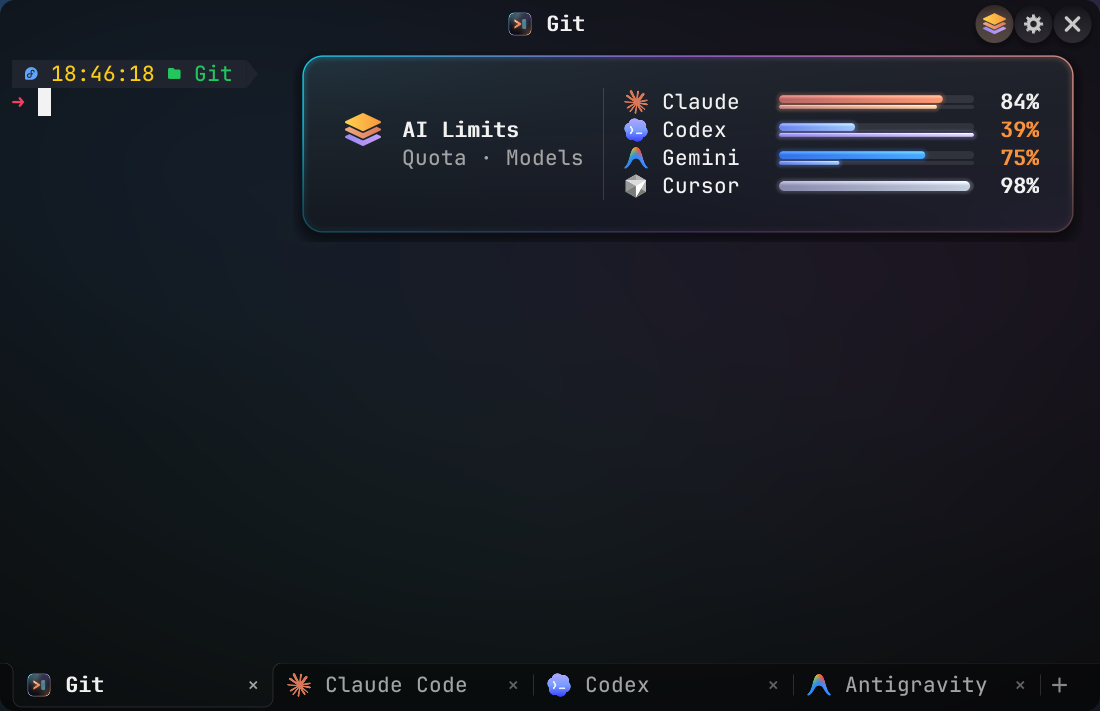 Git
18:46:18 Git
AI Limits
Quota · Models
Claude 84%
Codex 39%
Gemini 75%
Cursor 98%
Git × Claude Code × Codex × Antigravity × +